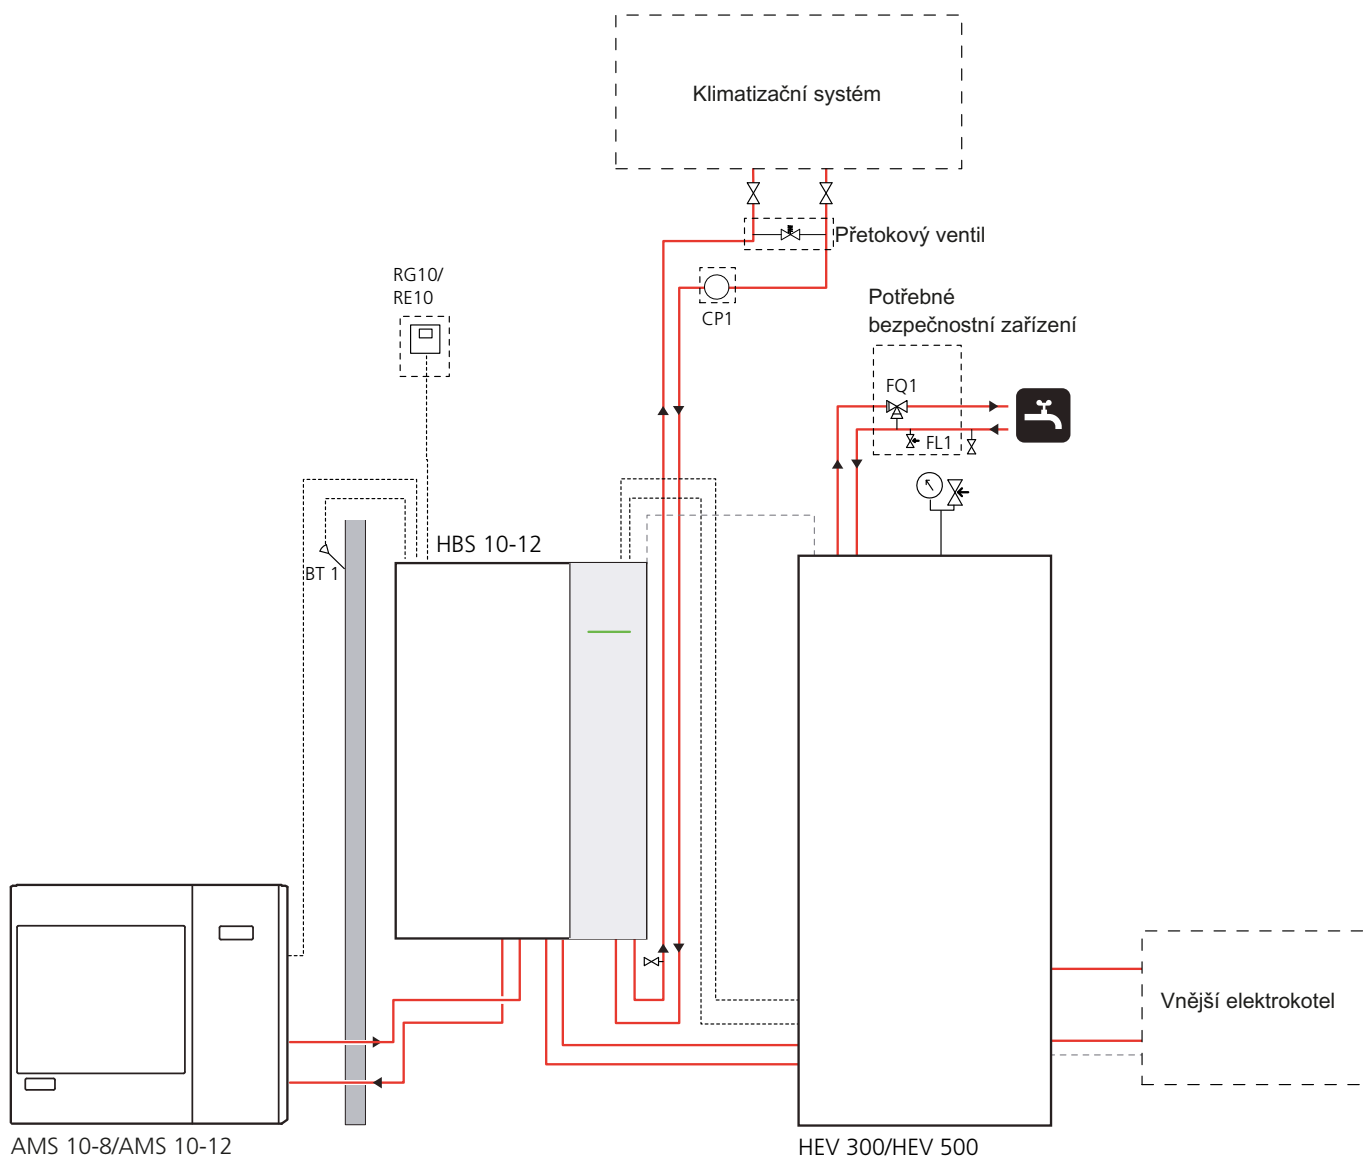 Klimatizační systém
Přetokový ventil
RG10/
RE10
CP1
Potřebné
bezpečnostní zařízení
FQ1
FL1
HBS 10-12
BT 1
Vnější elektrokotel
AMS 10-8/AMS 10-12
HEV 300/HEV 500